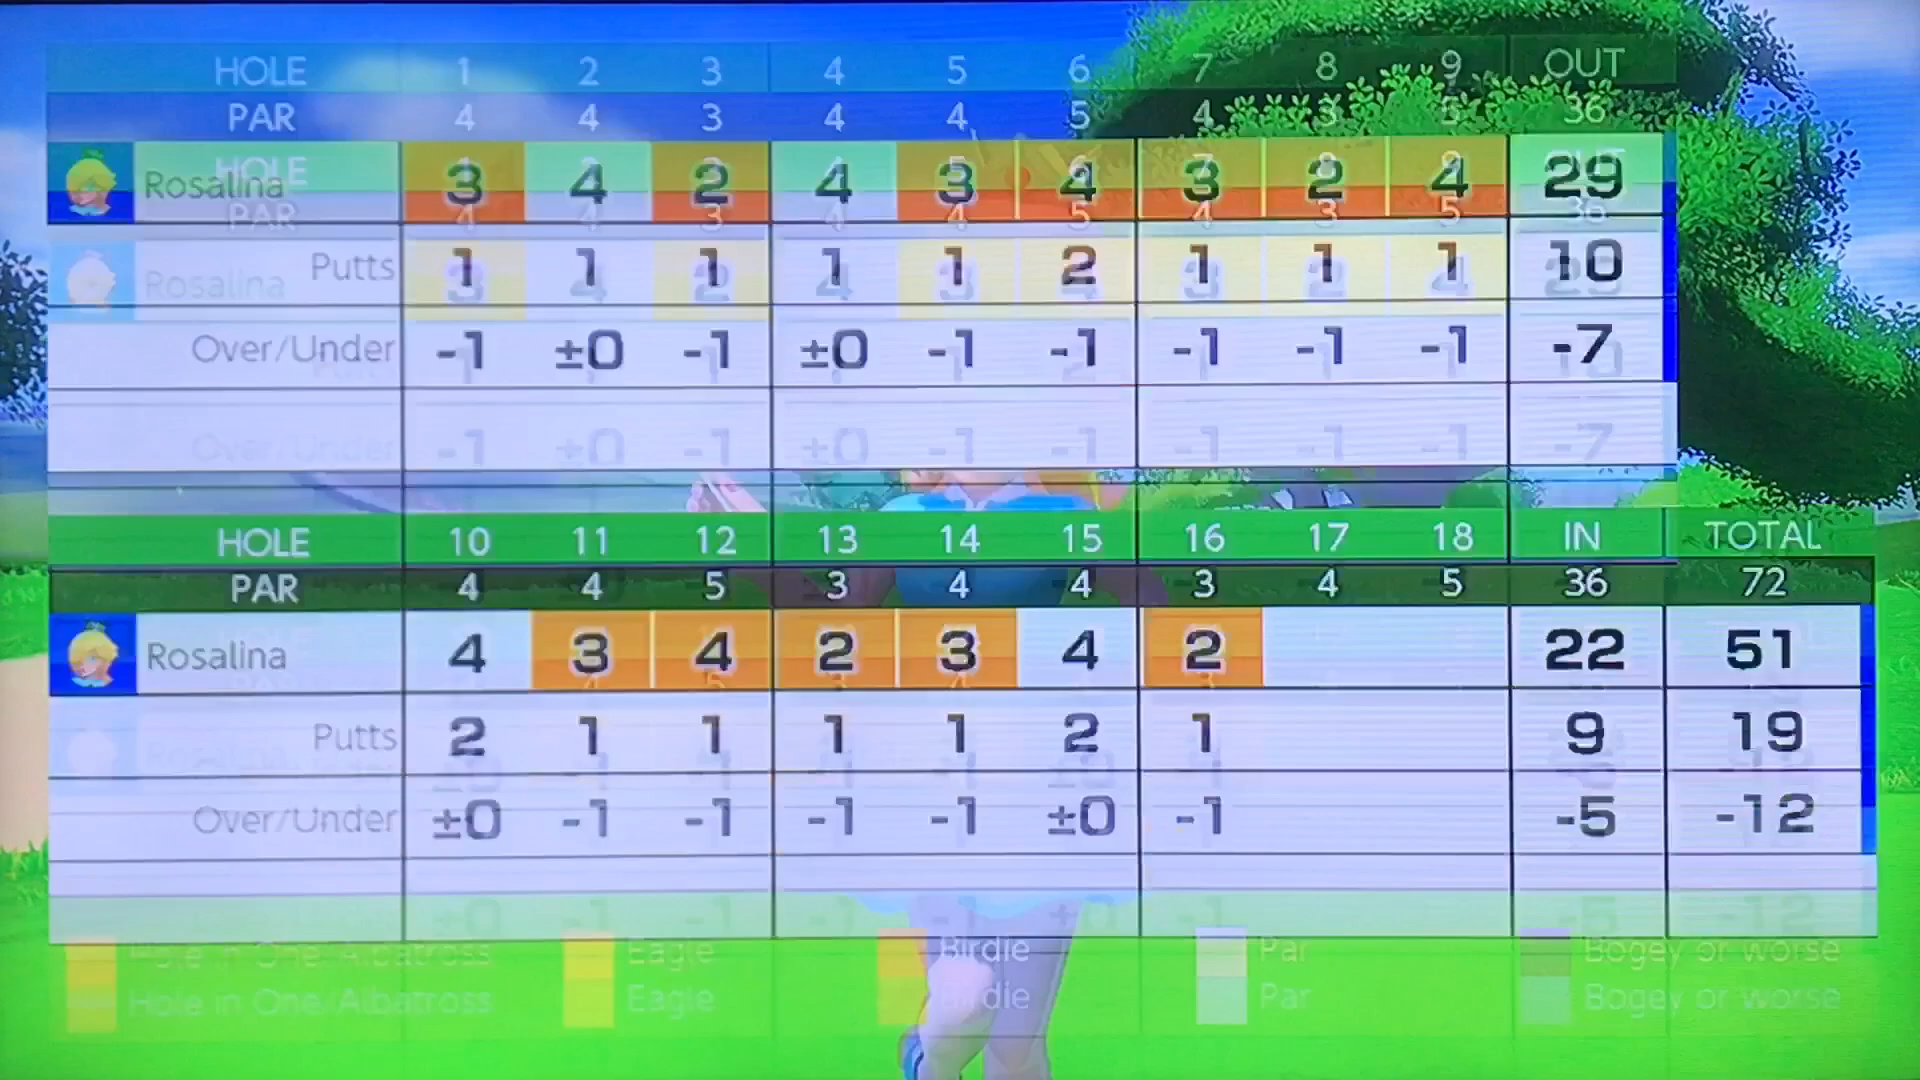 HOLE 1 2 3 4 5 6 7 8 9 OUT
PAR 4 4 3 4 4 5 4 3 5 36
Rosalina 3 4 2 4 3 4 3 2 4 29
Putts 1 1 1 1 1 2 1 1 1 10
Over/Under -1 ±0 -1 ±0 -1 -1 -1 -1 -1 -7
HOLE 10 11 12 13 14 15 16 17 18 IN TOTAL
PAR 4 4 5 3 4 4 3 4 5 36 72
Rosalina 4 3 4 2 3 4 2 22 51
Putts 2 1 1 1 1 2 1 9 19
Over/Under ±0 -1 -1 -1 -1 ±0 -1 -5 -12
Hole in One/Albatross Eagle Birdie Par Bogey or worse